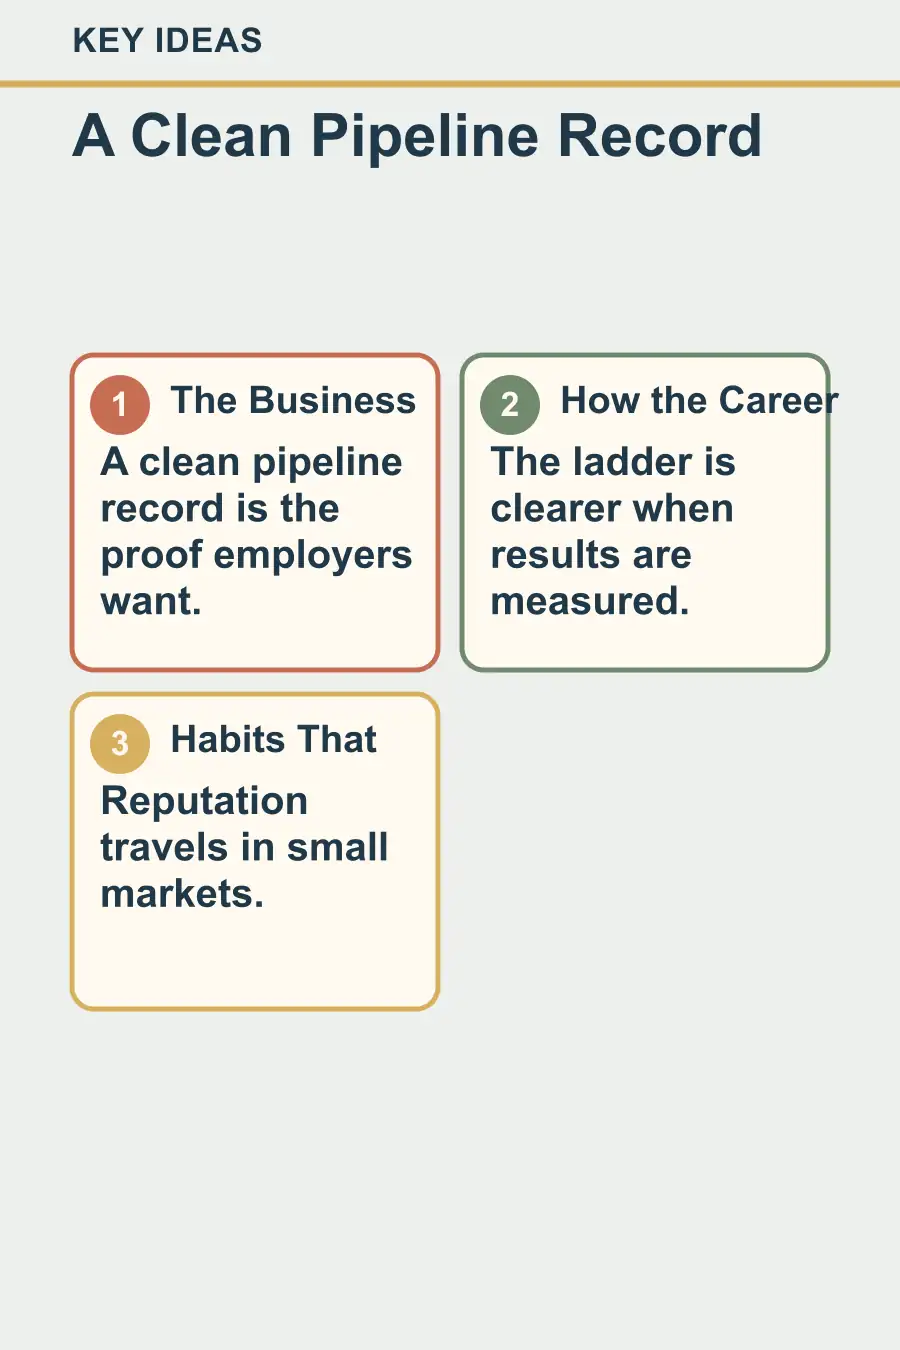 KEY IDEAS
A Clean Pipeline Record
1 The Business
A clean pipeline
record is the
proof employers
want.
2 How the Career
The ladder is
clearer when
results are
measured.
3 Habits That
Reputation
travels in small
markets.